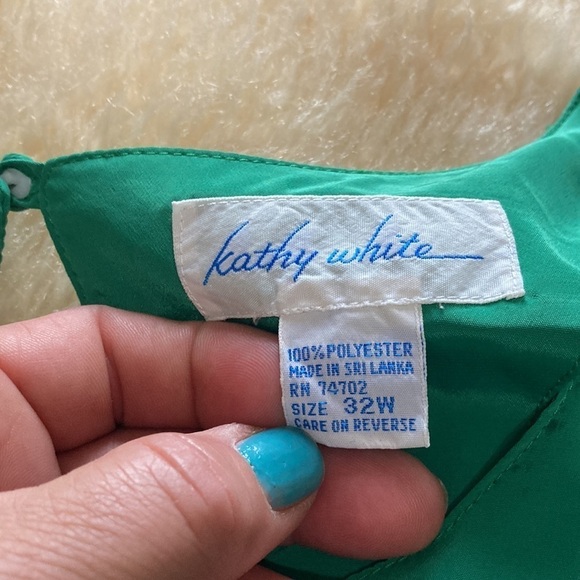 kathy white
100% POLYESTER
MADE IN SRI LANKA
RN 74702
SIZE 32W
CARE ON REVERSE